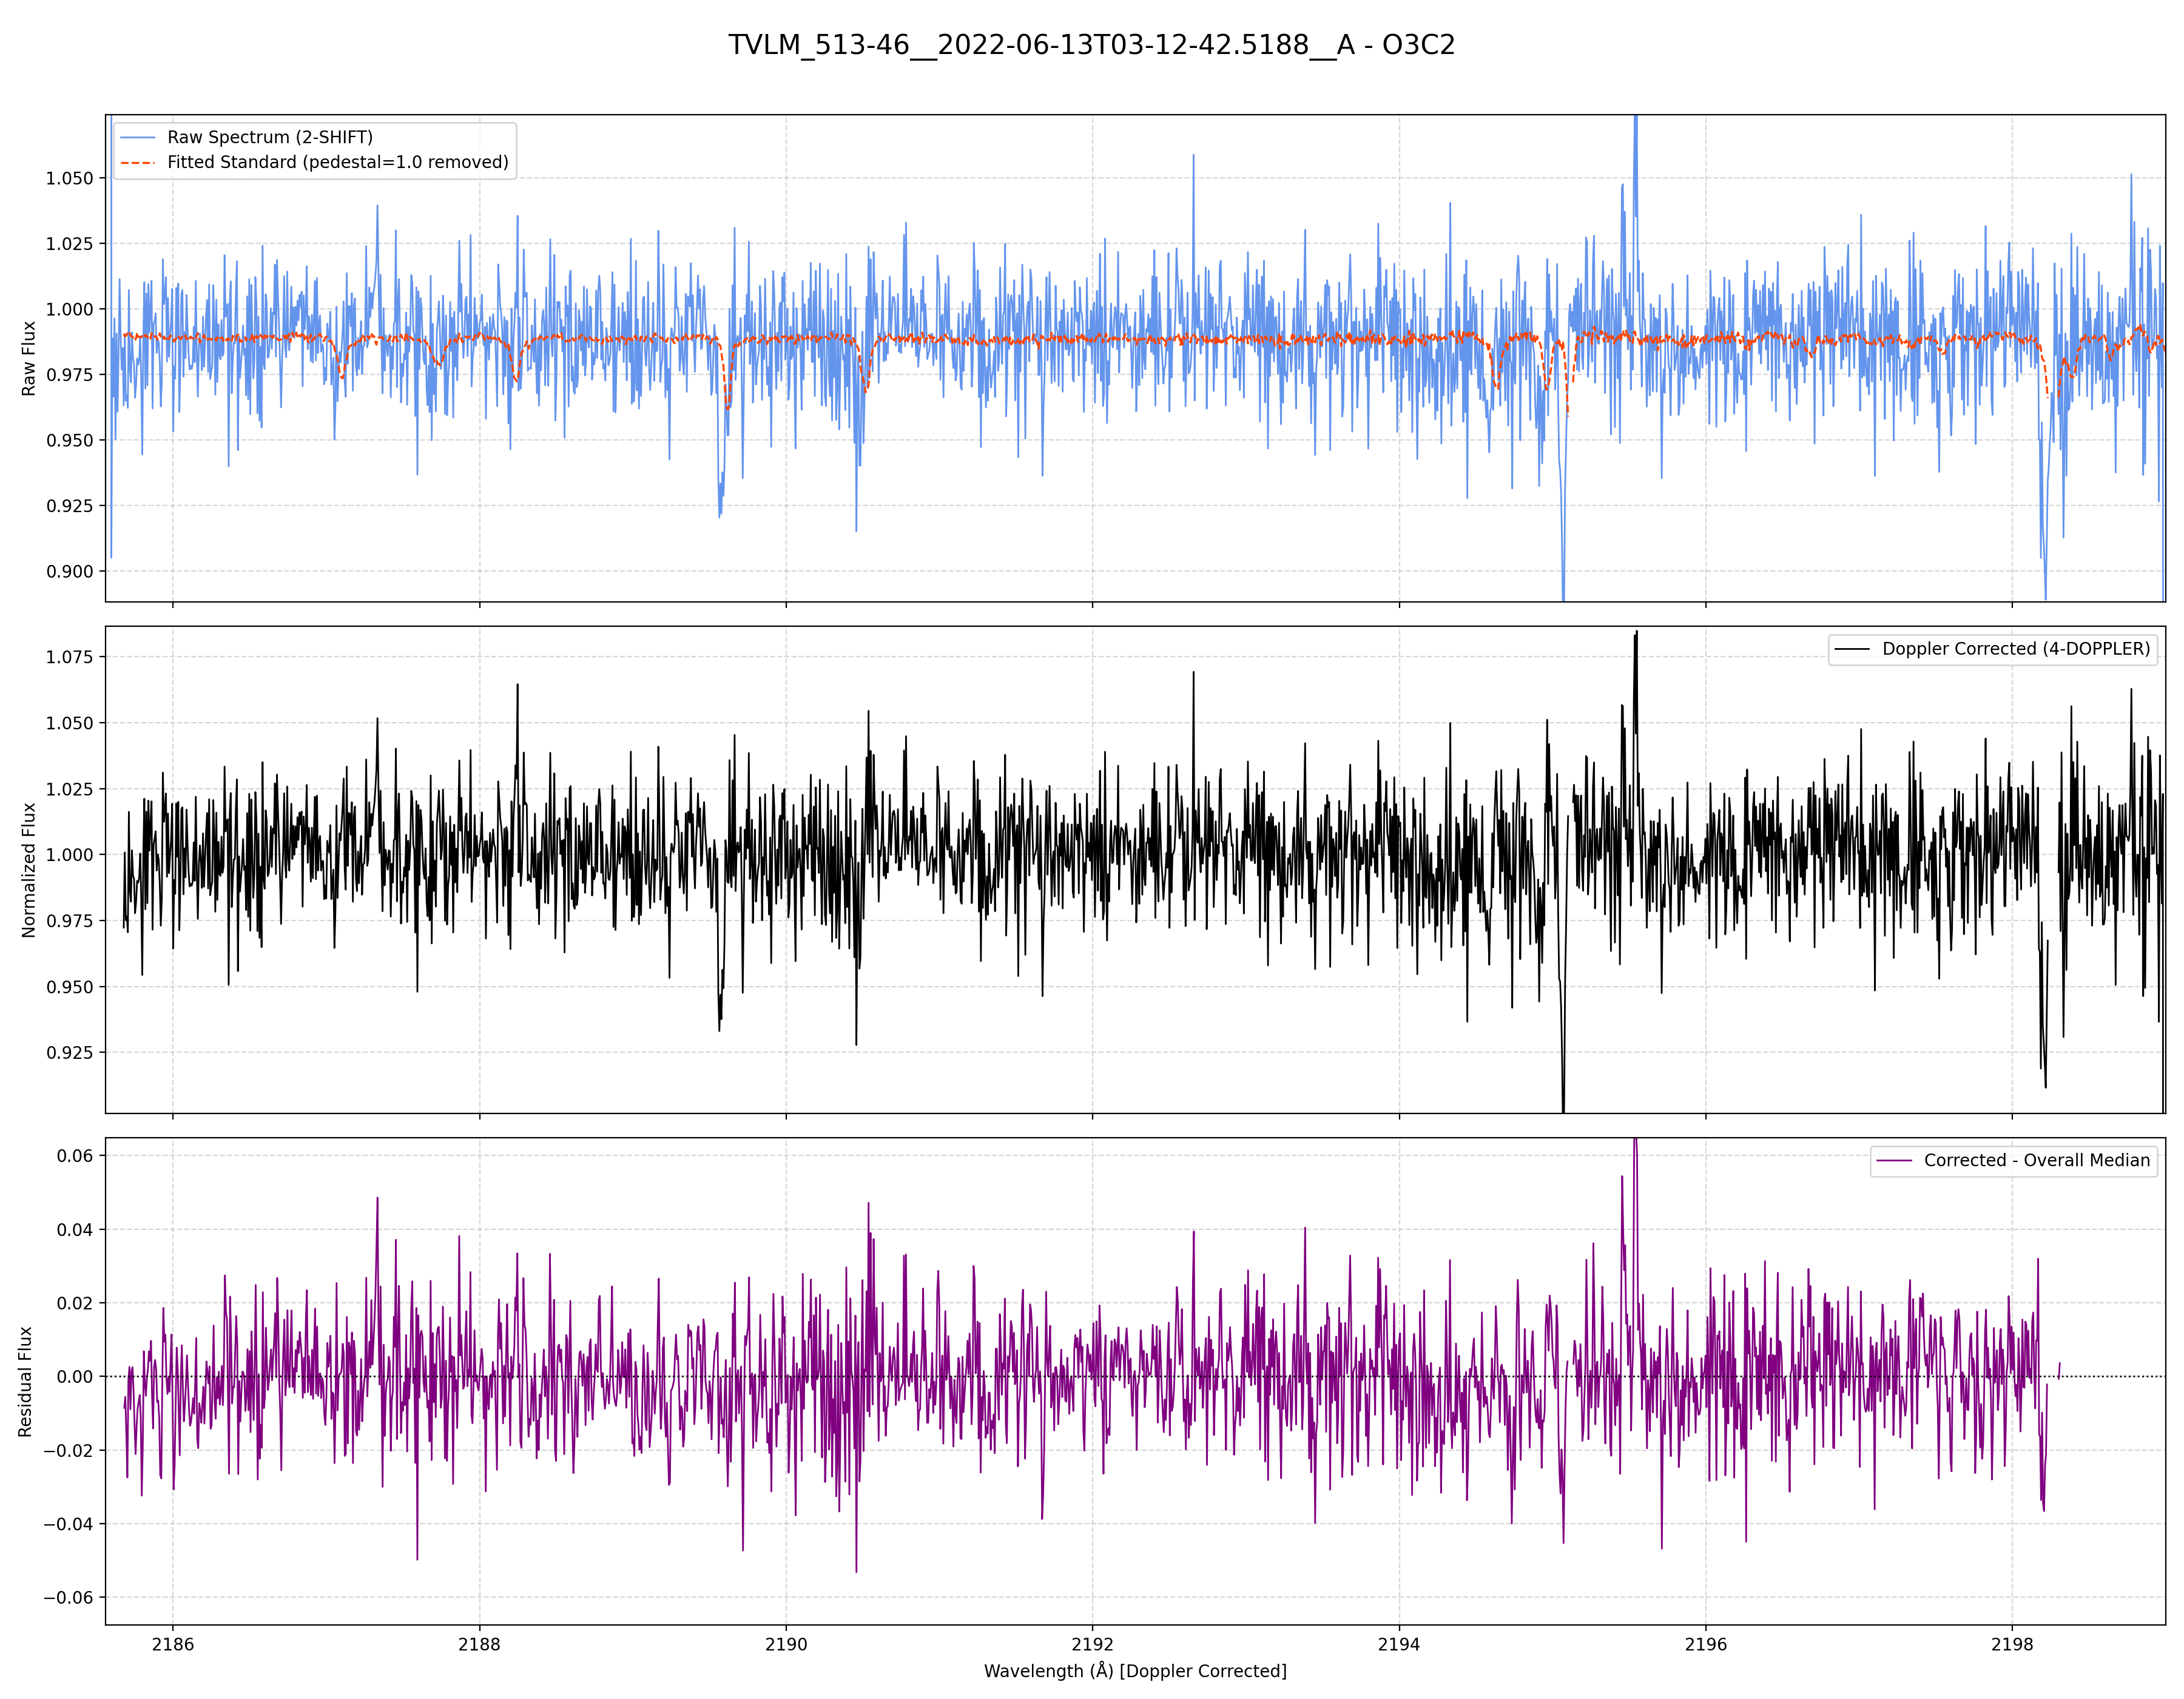 TVLM_513-46__2022-06-13T03-12-42.5188__A - O3C2
Raw Spectrum (2-SHIFT)
Fitted Standard (pedestal=1.0 removed)
1.050
1.025
1.000
0.975
0.950
0.925
0.900
Raw Flux
Doppler Corrected (4-DOPPLER)
1.075
1.050
1.025
1.000
0.975
0.950
0.925
Normalized Flux
Corrected - Overall Median
0.06
0.04
0.02
0.00
−0.02
−0.04
−0.06
Residual Flux
2186 2188 2190 2192 2194 2196 2198
Wavelength (Å) [Doppler Corrected]